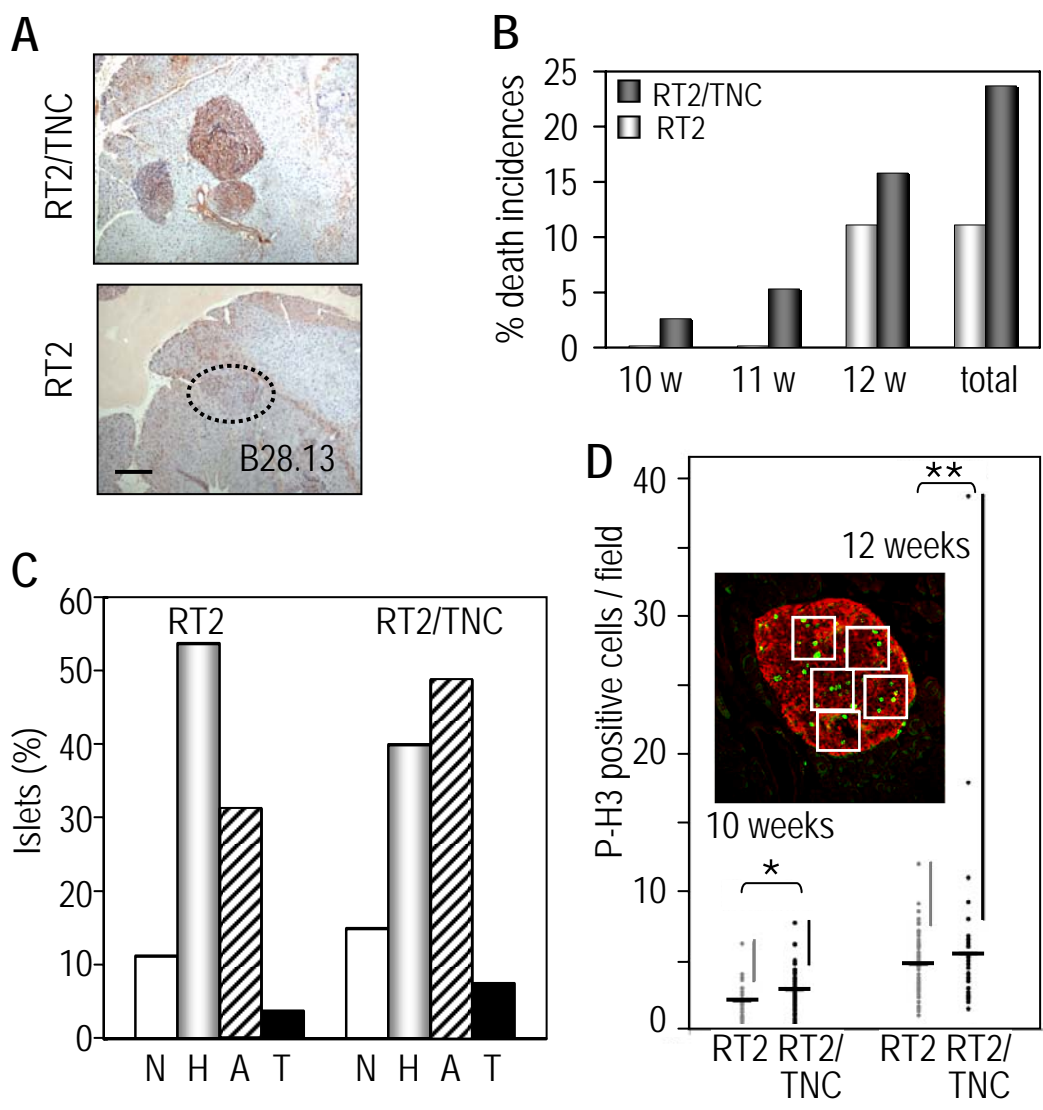 A
RT2/TNC
RT2
B28.13
B
% death incidences
25
20
15
10
5
0
RT2/TNC
RT2
10 w
11 w
12 w
total
C
Islets (%)
60
50
40
30
20
10
0
RT2
RT2/TNC
N H A T
N H A T
D
P-H3 positive cells / field
40
30
20
10
0
**
12 weeks
10 weeks
*
RT2
RT2/
TNC
RT2
RT2/
TNC